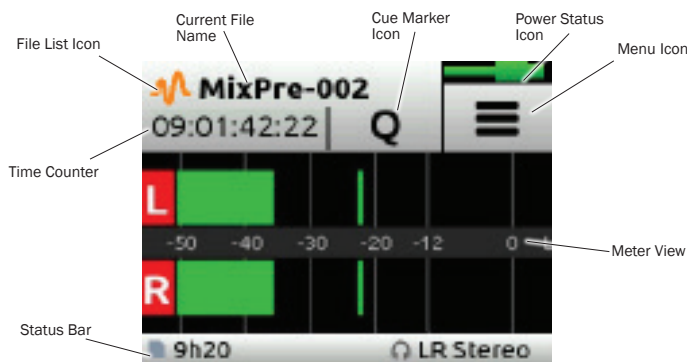 Current File
Name
Cue Marker
Icon
Power Status
Icon
File List Icon
Menu Icon
MixPre-002
09:01:42:22
Q
Time Counter
L
-50 -40 -30 -20 -12 0
Meter View
R
Status Bar
9h20
LR Stereo